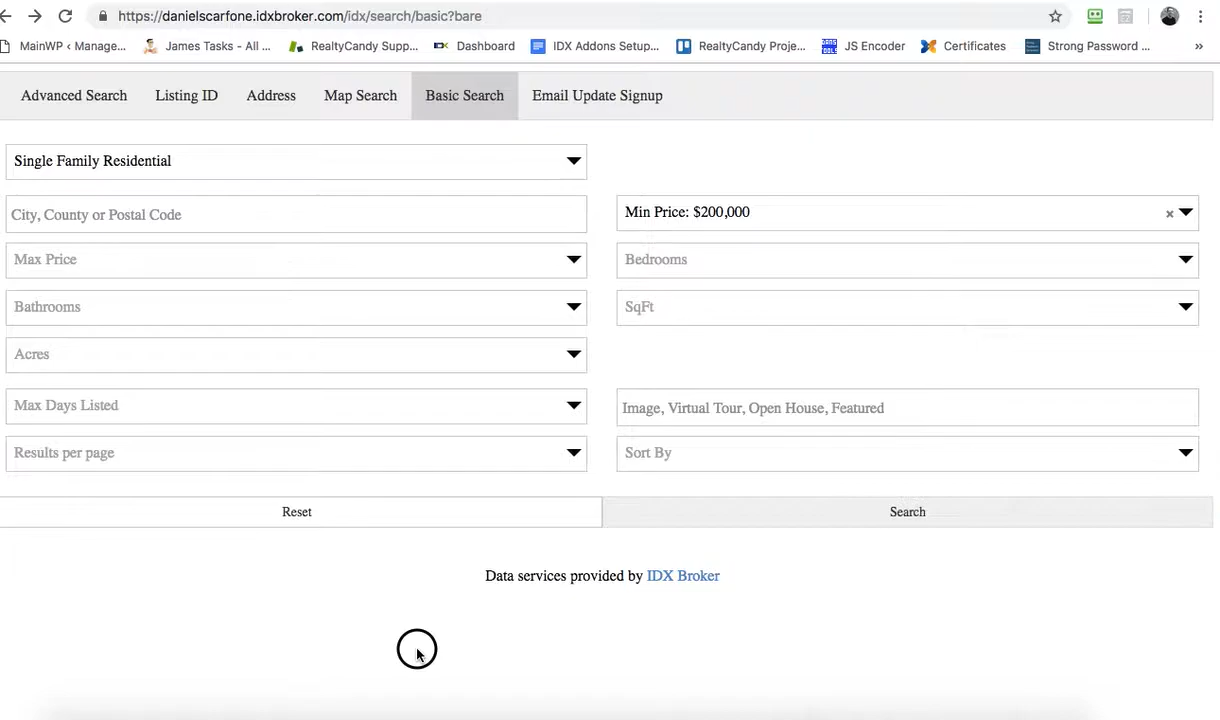 https://danielscarfone.idxbroker.com/idx/search/basic?bare
MainWP ‹ Manage... James Tasks - All ... RealtyCandy Supp... Dashboard IDX Addons Setup... RealtyCandy Proje... JS Encoder Certificates Strong Password ... »
Advanced Search Listing ID Address Map Search Basic Search Email Update Signup
Single Family Residential
City, County or Postal Code Min Price: $200,000 ×
Max Price Bedrooms
Bathrooms SqFt
Acres
Max Days Listed Image, Virtual Tour, Open House, Featured
Results per page Sort By
Reset Search
Data services provided by IDX Broker